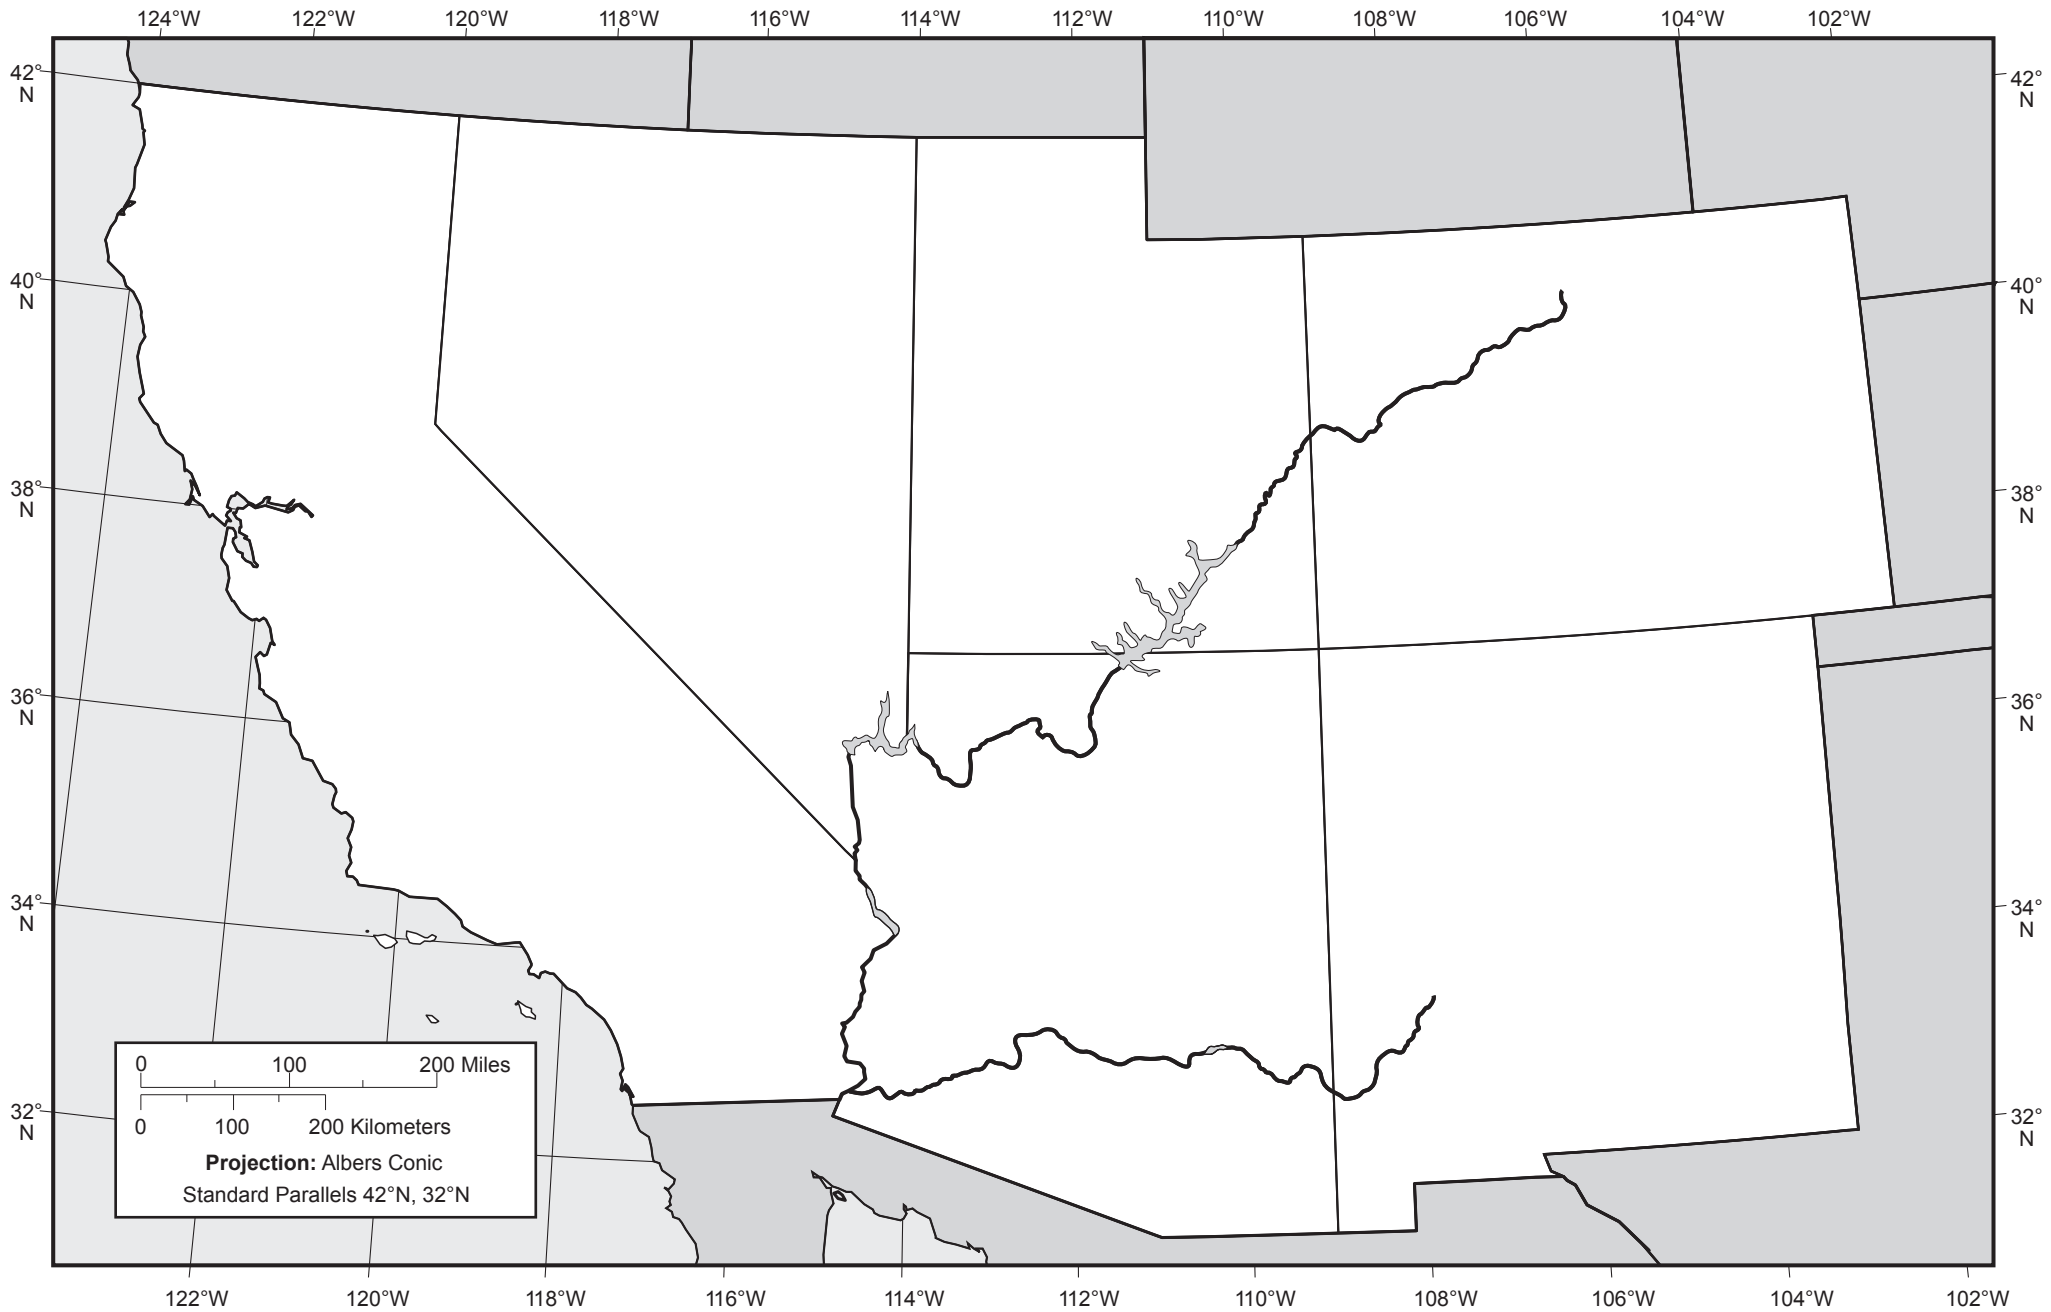 124°W 122°W 120°W 118°W 116°W 114°W 112°W 110°W 108°W 106°W 104°W 102°W
42°
N
42°
N
40°
N
40°
N
38°
N
38°
N
36°
N
36°
N
34°
N
34°
N
32°
N
32°
N
0 100 200 Miles
0 100 200 Kilometers
Projection: Albers Conic
Standard Parallels 42°N, 32°N
122°W 120°W 118°W 116°W 114°W 112°W 110°W 108°W 106°W 104°W 102°W